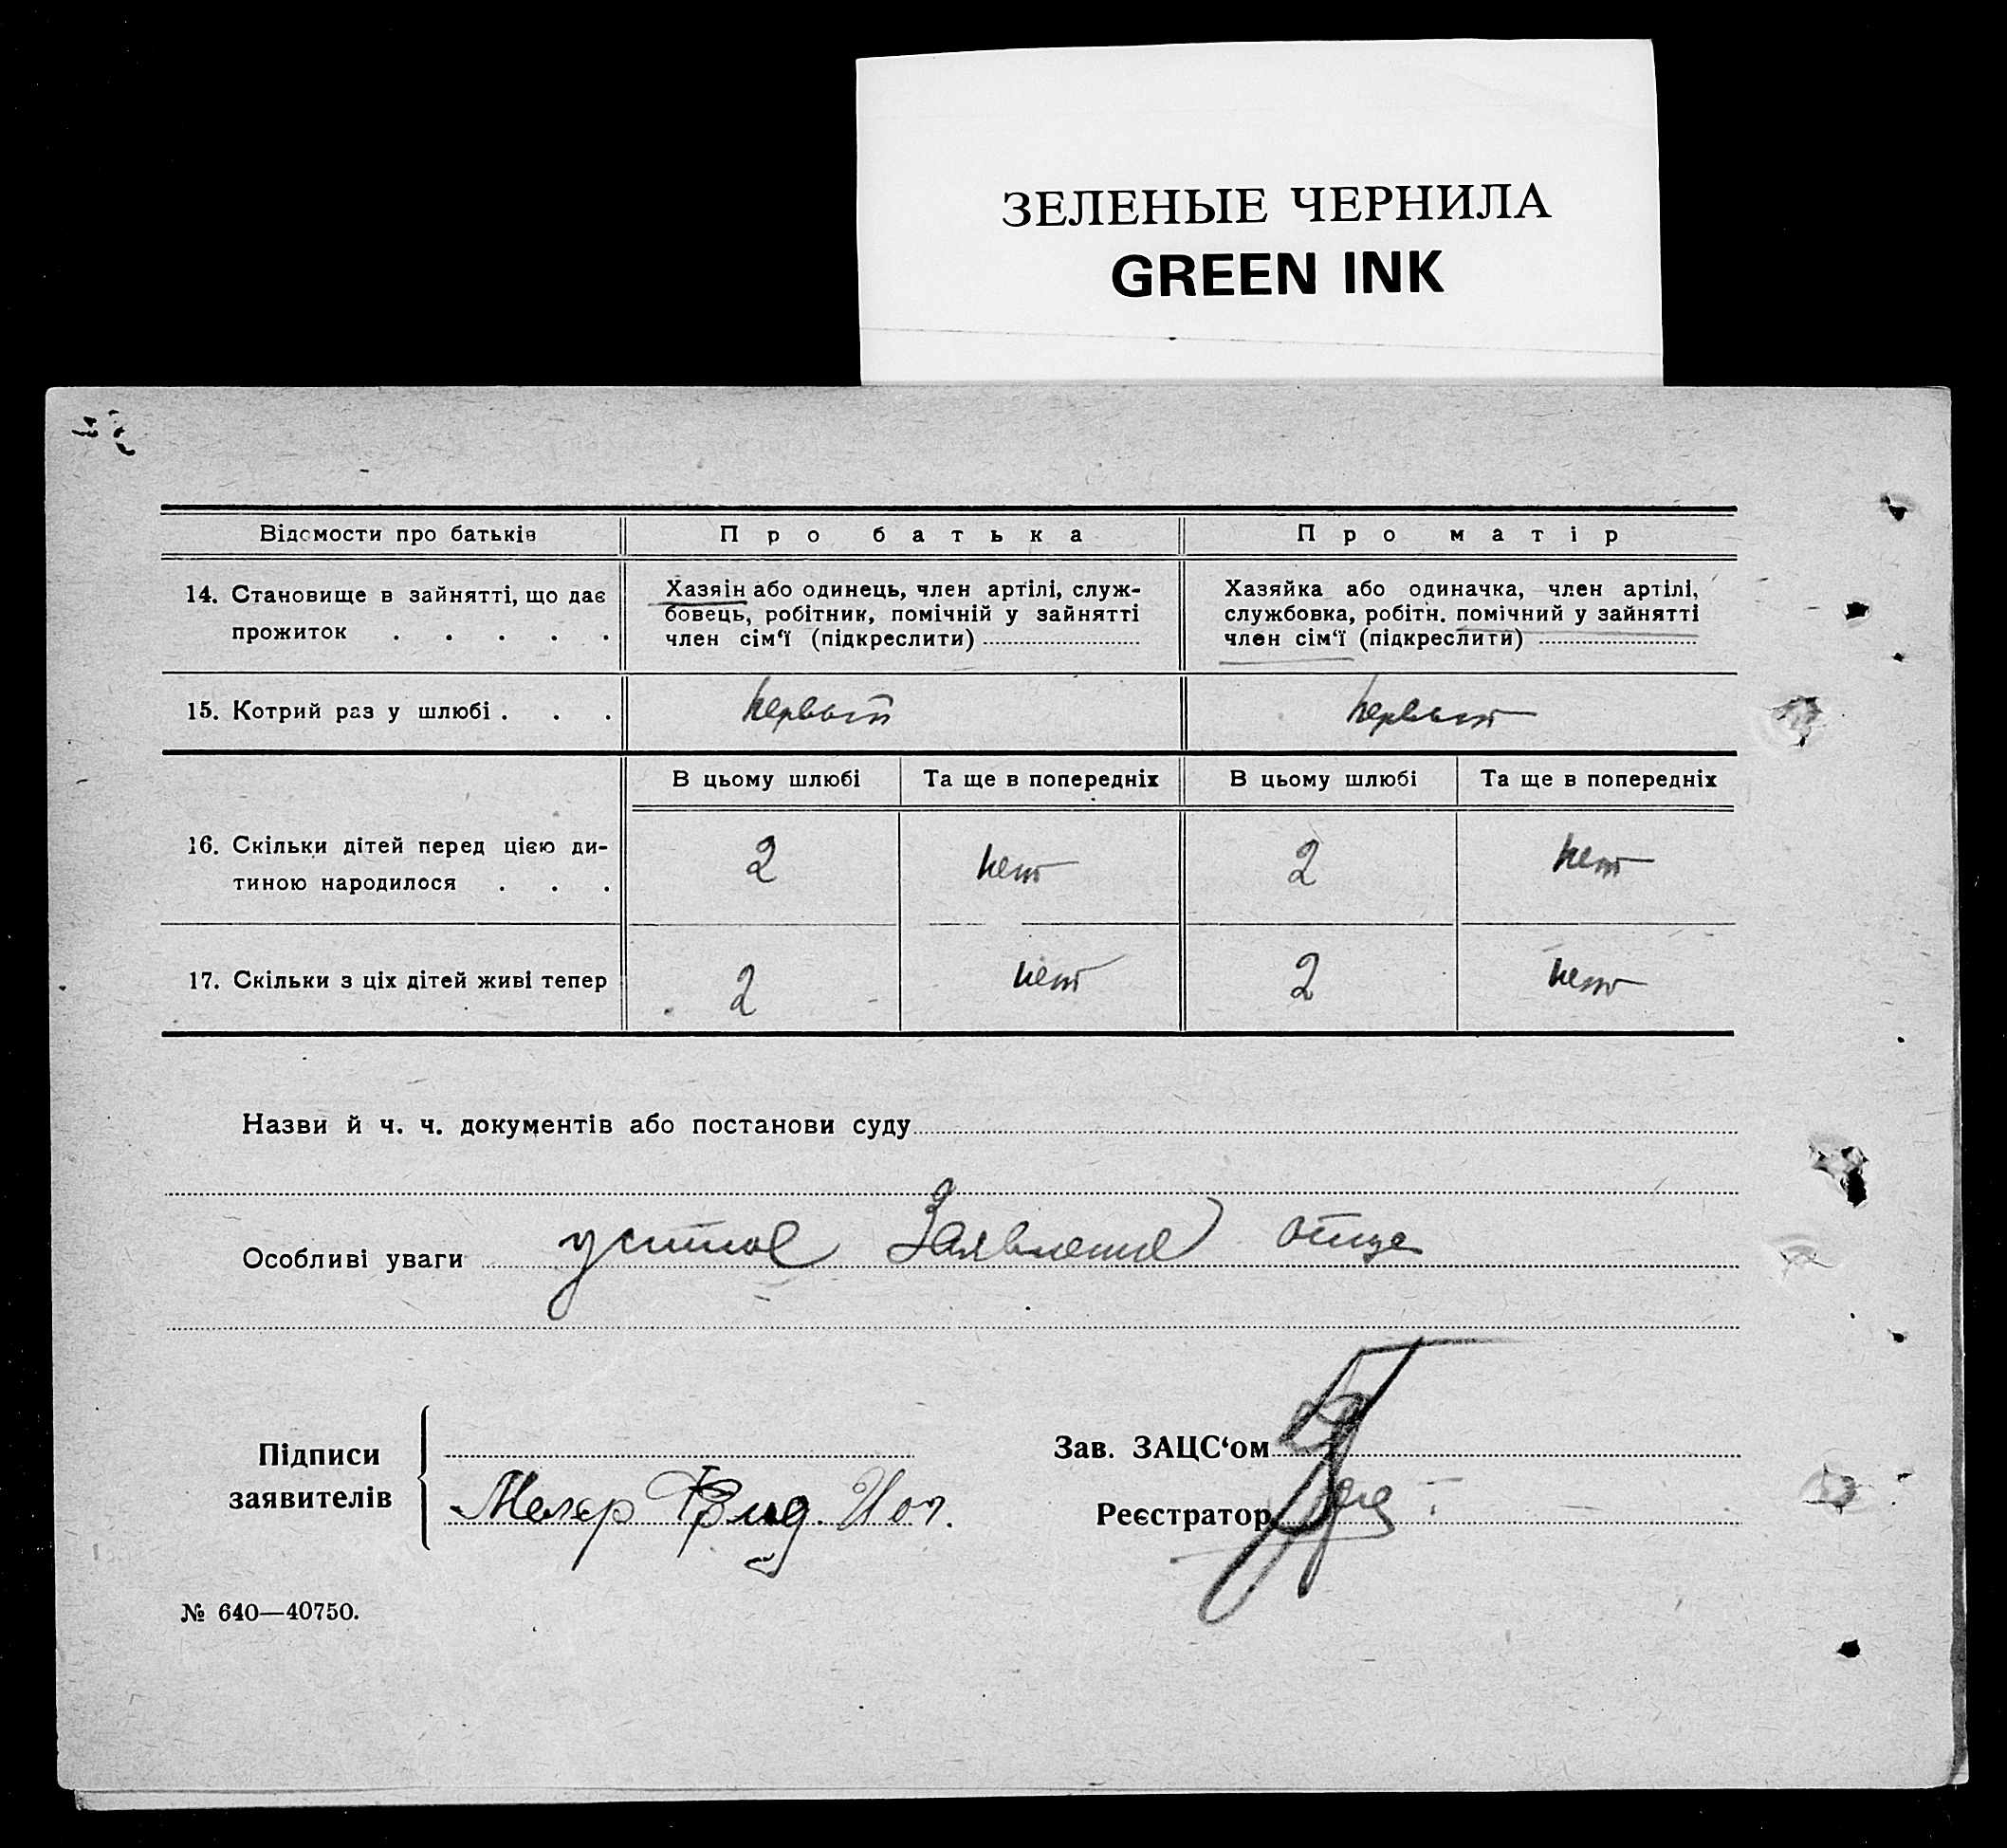 ЗЕЛЕНЫЕ ЧЕРНИЛА
GREEN INK
Відомости про батьків
Про батька
Про матір
14. Становище в зайнятті, що дає
прожиток . . . . .
Хазяін або одинець, член артілі, служ-
бовець, робітник, помічній у зайнятті
член сім‘ї (підкреслити)
Хазяйка або одиначка, член артілі,
службовка, робітн. помічний у зайнятті
член сім‘ї (підкреслити)
15. Котрий раз у шлюбі . . .
первый
первый
В цьому шлюбі
Та ще в попередніх
В цьому шлюбі
Та ще в попередніх
16. Скільки дітей перед цією ди-
тиною народилося . . .
2
нет
2
нет
17. Скільки з ціх дітей живі тепер
2
нет
2
нет
Назви й ч. ч. документів або постанови суду
Особливі уваги устное Заявление отца
Підписи
заявителів
Зав. ЗАЦС‘ом
Мелер
Реєстратор
№ 640—40750.